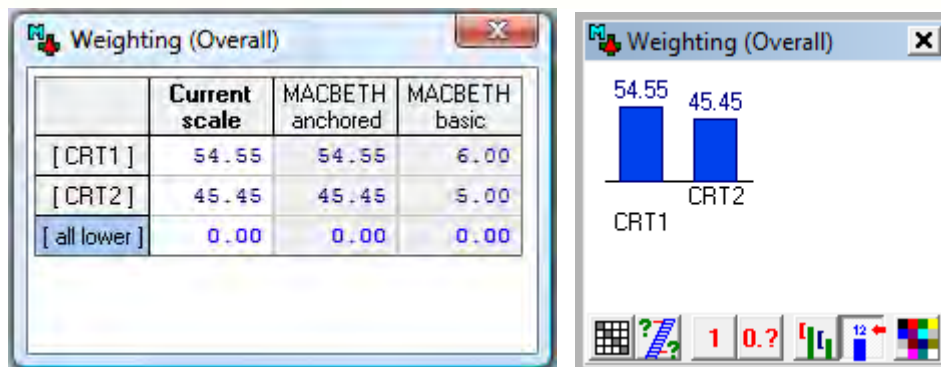 Weighting (Overall)
Current scale MACBETH anchored MACBETH basic
[ CRT1 ] 54.55 54.55 6.00
[ CRT2 ] 45.45 45.45 5.00
[ all lower ] 0.00 0.00 0.00
Weighting (Overall)
54.55 45.45
CRT1 CRT2
? ? 1 0.? 12